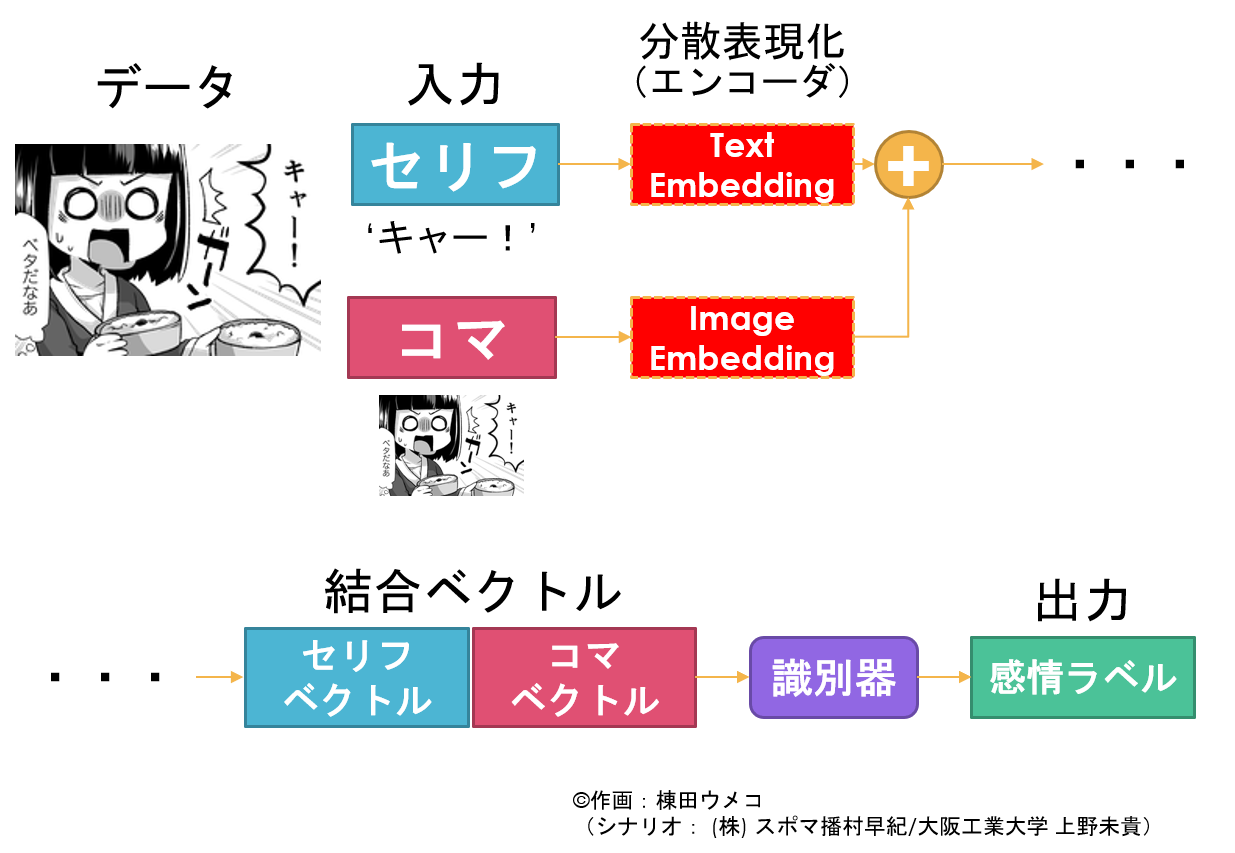 データ
キャー！
ガーン
ベタだなあ
入力
セリフ
‘キャー！’
コマ
キャー！
ガーン
ベタだなあ
分散表現化
（エンコーダ）
Text
Embedding
Image
Embedding
+
・・・
・・・
結合ベクトル
セリフ
ベクトル
コマ
ベクトル
識別器
出力
感情ラベル
©作画：棟田ウメコ
（シナリオ： (株) スポマ播村早紀/大阪工業大学 上野未貴）